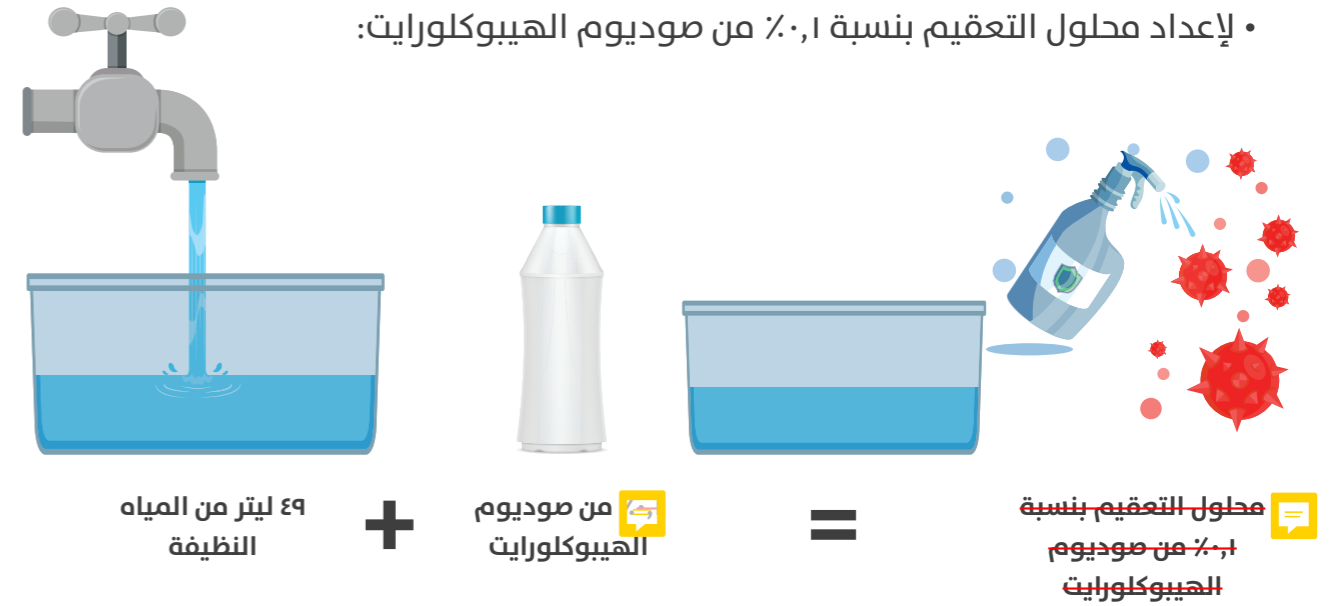 • لإعداد محلول التعقيم بنسبة ٠,١٪ من صوديوم الهيبوكلورايت:
٤٩ ليتر من المياه
النظيفة
+
من صوديوم
الهيبوكلورايت
=
محلول التعقيم بنسبة
٠,١٪ من صوديوم
الهيبوكلورايت